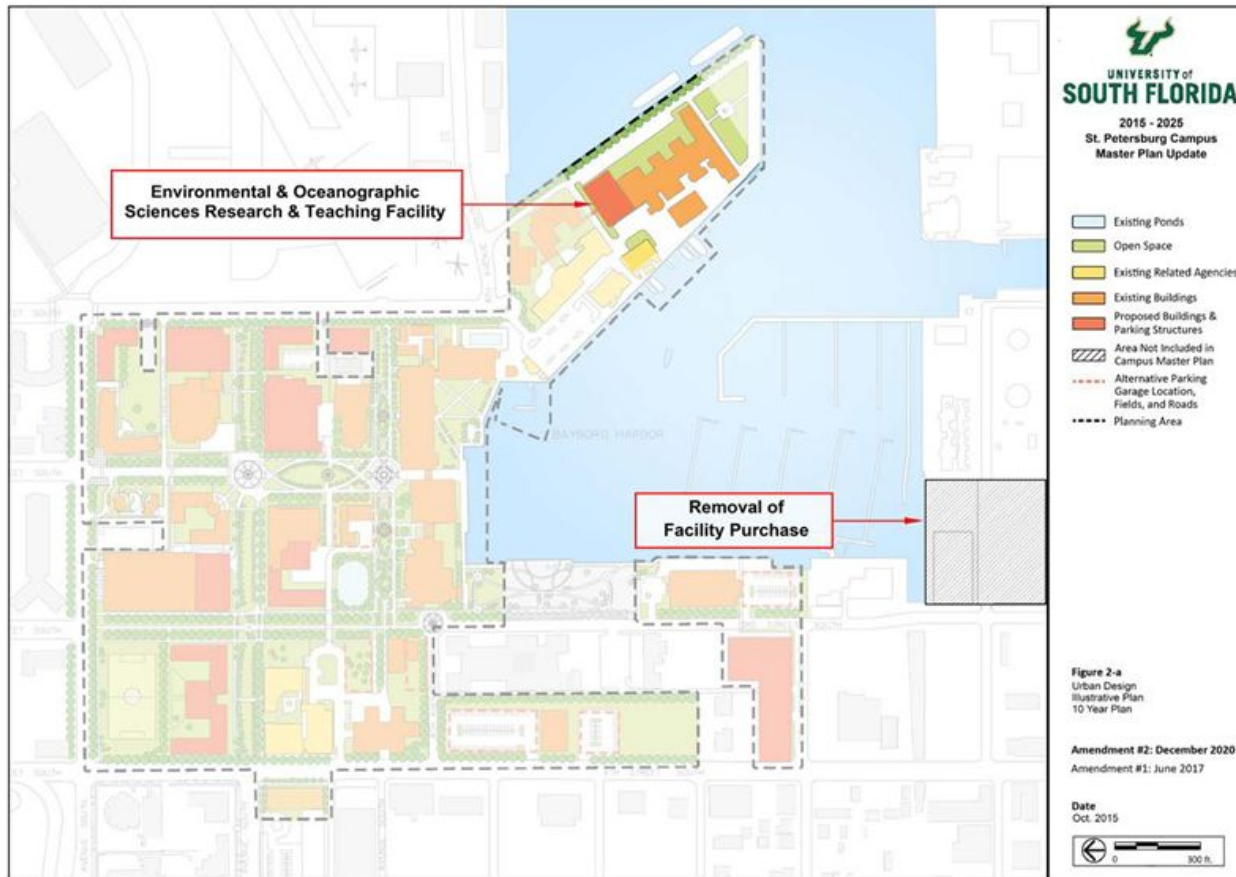 Environmental & Oceanographic
Sciences Research & Teaching Facility
BAYBORO HARBOR
Removal of
Facility Purchase
UNIVERSITY of
SOUTH FLORIDA
2015 - 2025
St. Petersburg Campus
Master Plan Update
Existing Ponds
Open Space
Existing Related Agencies
Existing Buildings
Proposed Buildings &
Parking Structures
Area Not Included in
Campus Master Plan
Alternative Parking
Garage Location,
Fields, and Roads
Planning Area
Figure 2-a
Urban Design
Illustrative Plan
10 Year Plan
Amendment #2: December 2020
Amendment #1: June 2017
Date
Oct. 2015
0 300 ft.